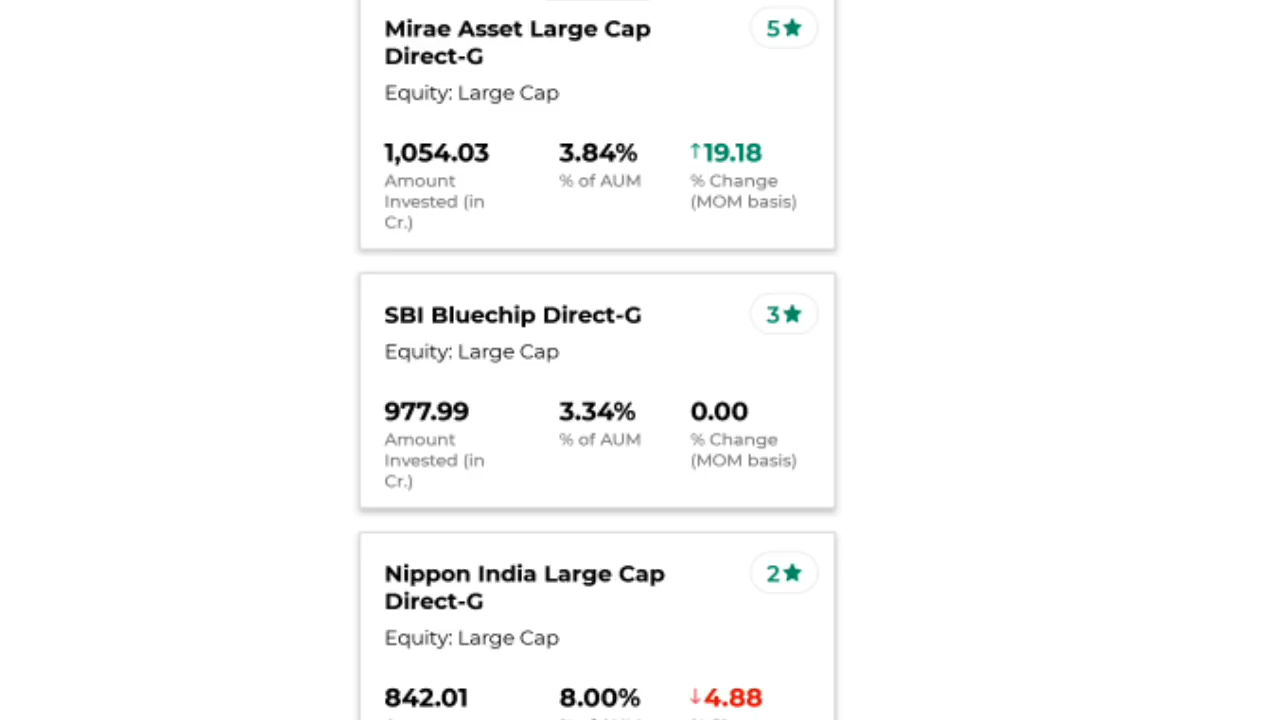 Mirae Asset Large Cap
Direct-G
5★
Equity: Large Cap
1,054.03 3.84% ↑19.18
Amount % of AUM % Change
Invested (in (MOM basis)
Cr.)
SBI Bluechip Direct-G 3★
Equity: Large Cap
977.99 3.34% 0.00
Amount % of AUM % Change
Invested (in (MOM basis)
Cr.)
Nippon India Large Cap
Direct-G
2★
Equity: Large Cap
842.01 8.00% ↓4.88